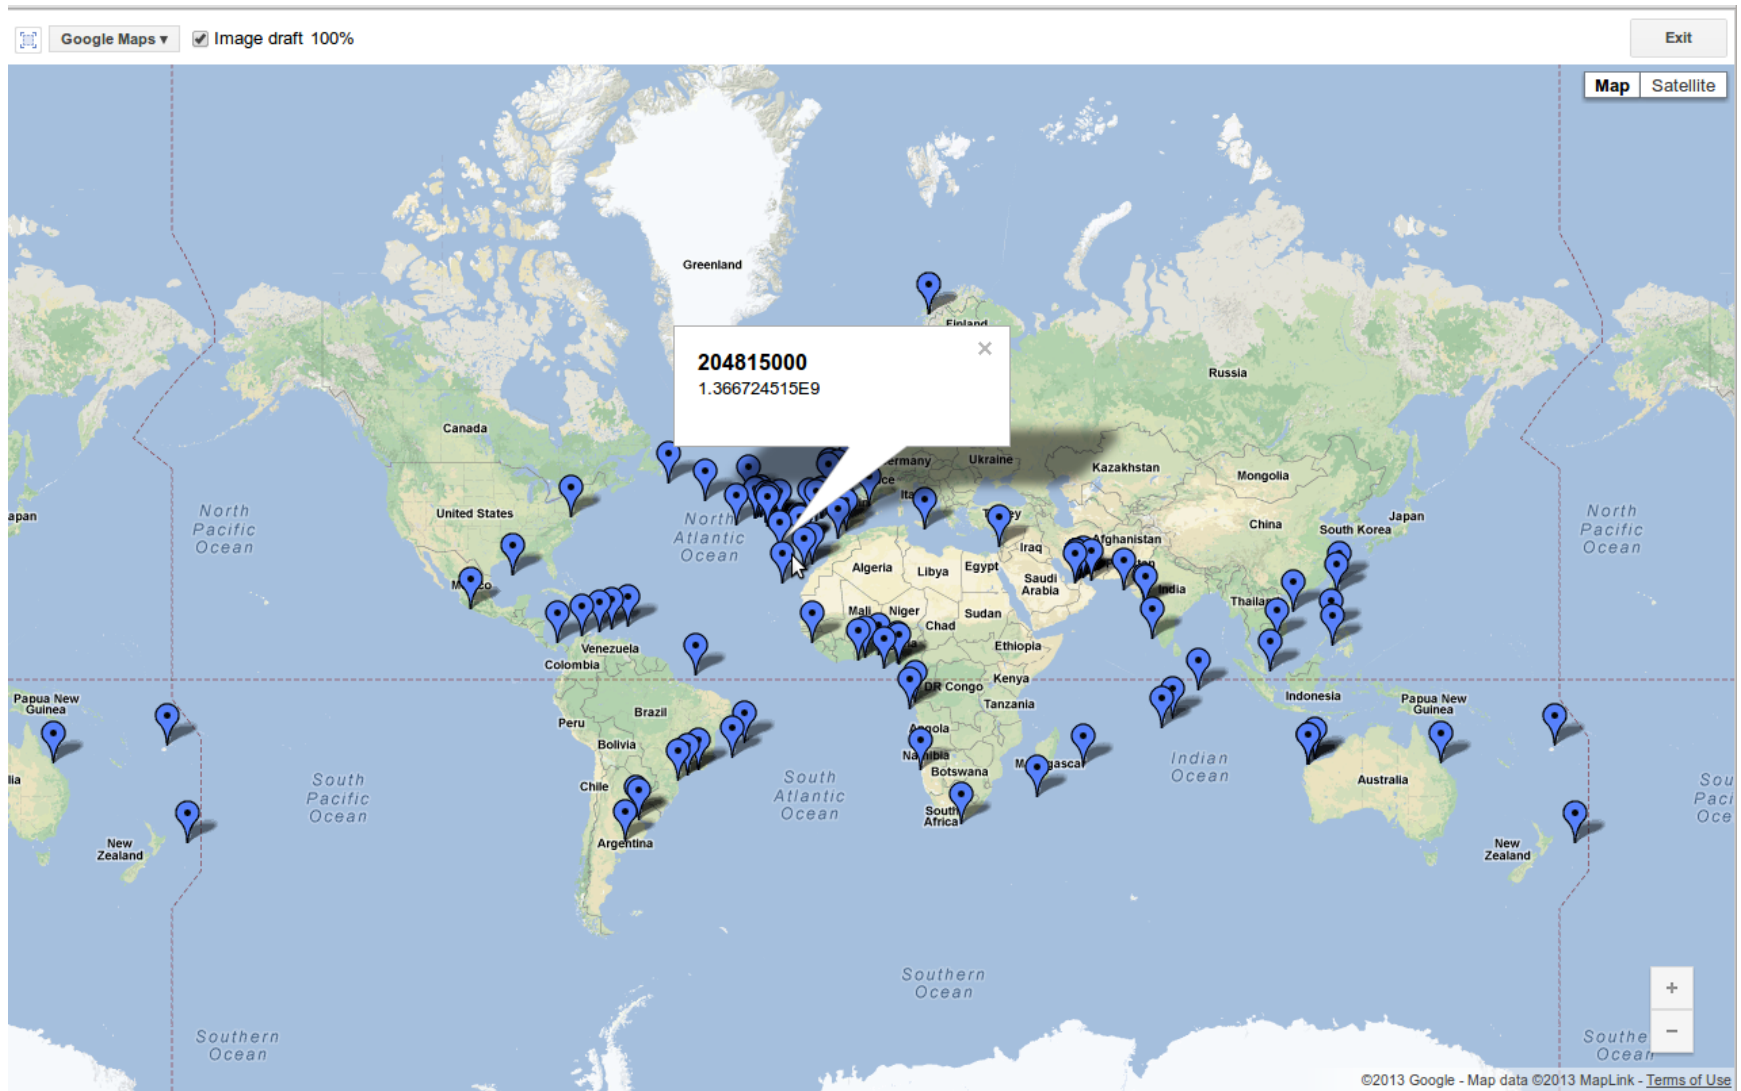 Google Maps ▾ Image draft 100% Exit
Map Satellite
Greenland
Finland
204815000
1.366724515E9
Russia
Canada
Ukraine
Kazakhstan
Mongolia
North
Pacific
Ocean
United States
North
Atlantic
Ocean
China
South Korea
Japan
North
Pacific
Ocean
Iraq
Afghanistan
Algeria
Libya
Egypt
Saudi
Arabia
India
Mali
Niger
Sudan
Chad
Ethiopia
Venezuela
Colombia
DR Congo
Kenya
Tanzania
Indonesia
Papua New
Guinea
Papua New
Guinea
Peru
Brazil
Bolivia
Angola
Namibia
Botswana
Indian
Ocean
South
Pacific
Ocean
Chile
South
Atlantic
Ocean
South
Africa
Australia
Argentina
New
Zealand
New
Zealand
Southern
Ocean
Southern
Ocean
+
−
©2013 Google - Map data ©2013 MapLink - Terms of Use